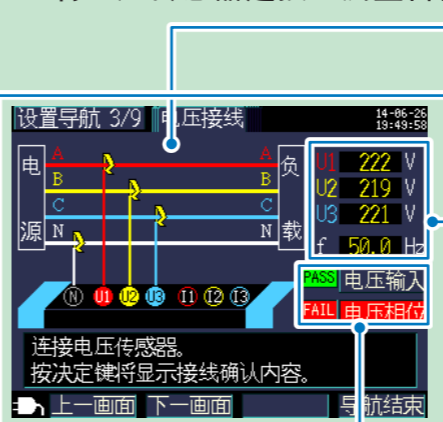 设置导航 3/9 电压接线 14-06-26
19:49:58
电源
A A
B B
C C
N N
负载
U1 222 V
U2 219 V
U3 221 V
f 50.0 Hz
N U1 U2 U3 I1 I2 I3
PASS 电压输入
FAIL 电压相位
连接电压传感器。
按决定键将显示接线确认内容。
上一画面 下一画面 导航结束